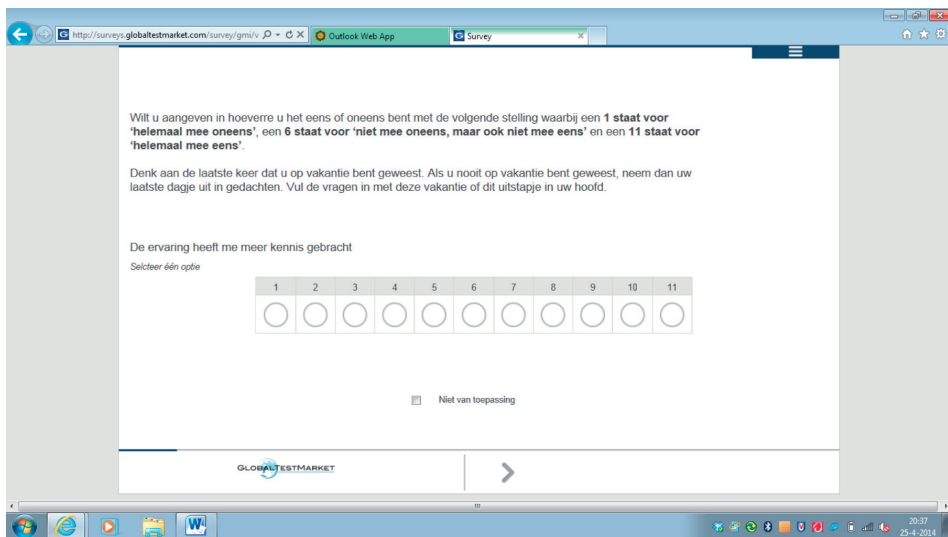 http://surveys.globaltestmarket.com/survey/gmi/v
Outlook Web App
Survey
Wilt u aangeven in hoeverre u het eens of oneens bent met de volgende stelling waarbij een 1 staat voor
‘helemaal mee oneens’, een 6 staat voor ‘niet mee oneens, maar ook niet mee eens’ en een 11 staat voor
‘helemaal mee eens’.
Denk aan de laatste keer dat u op vakantie bent geweest. Als u nooit op vakantie bent geweest, neem dan uw
laatste dagje uit in gedachten. Vul de vragen in met deze vakantie of dit uitstapje in uw hoofd.
De ervaring heeft me meer kennis gebracht
Selcteer één optie
1 2 3 4 5 6 7 8 9 10 11
Niet van toepassing
GLOBALTESTMARKET
20:37
25-4-2014